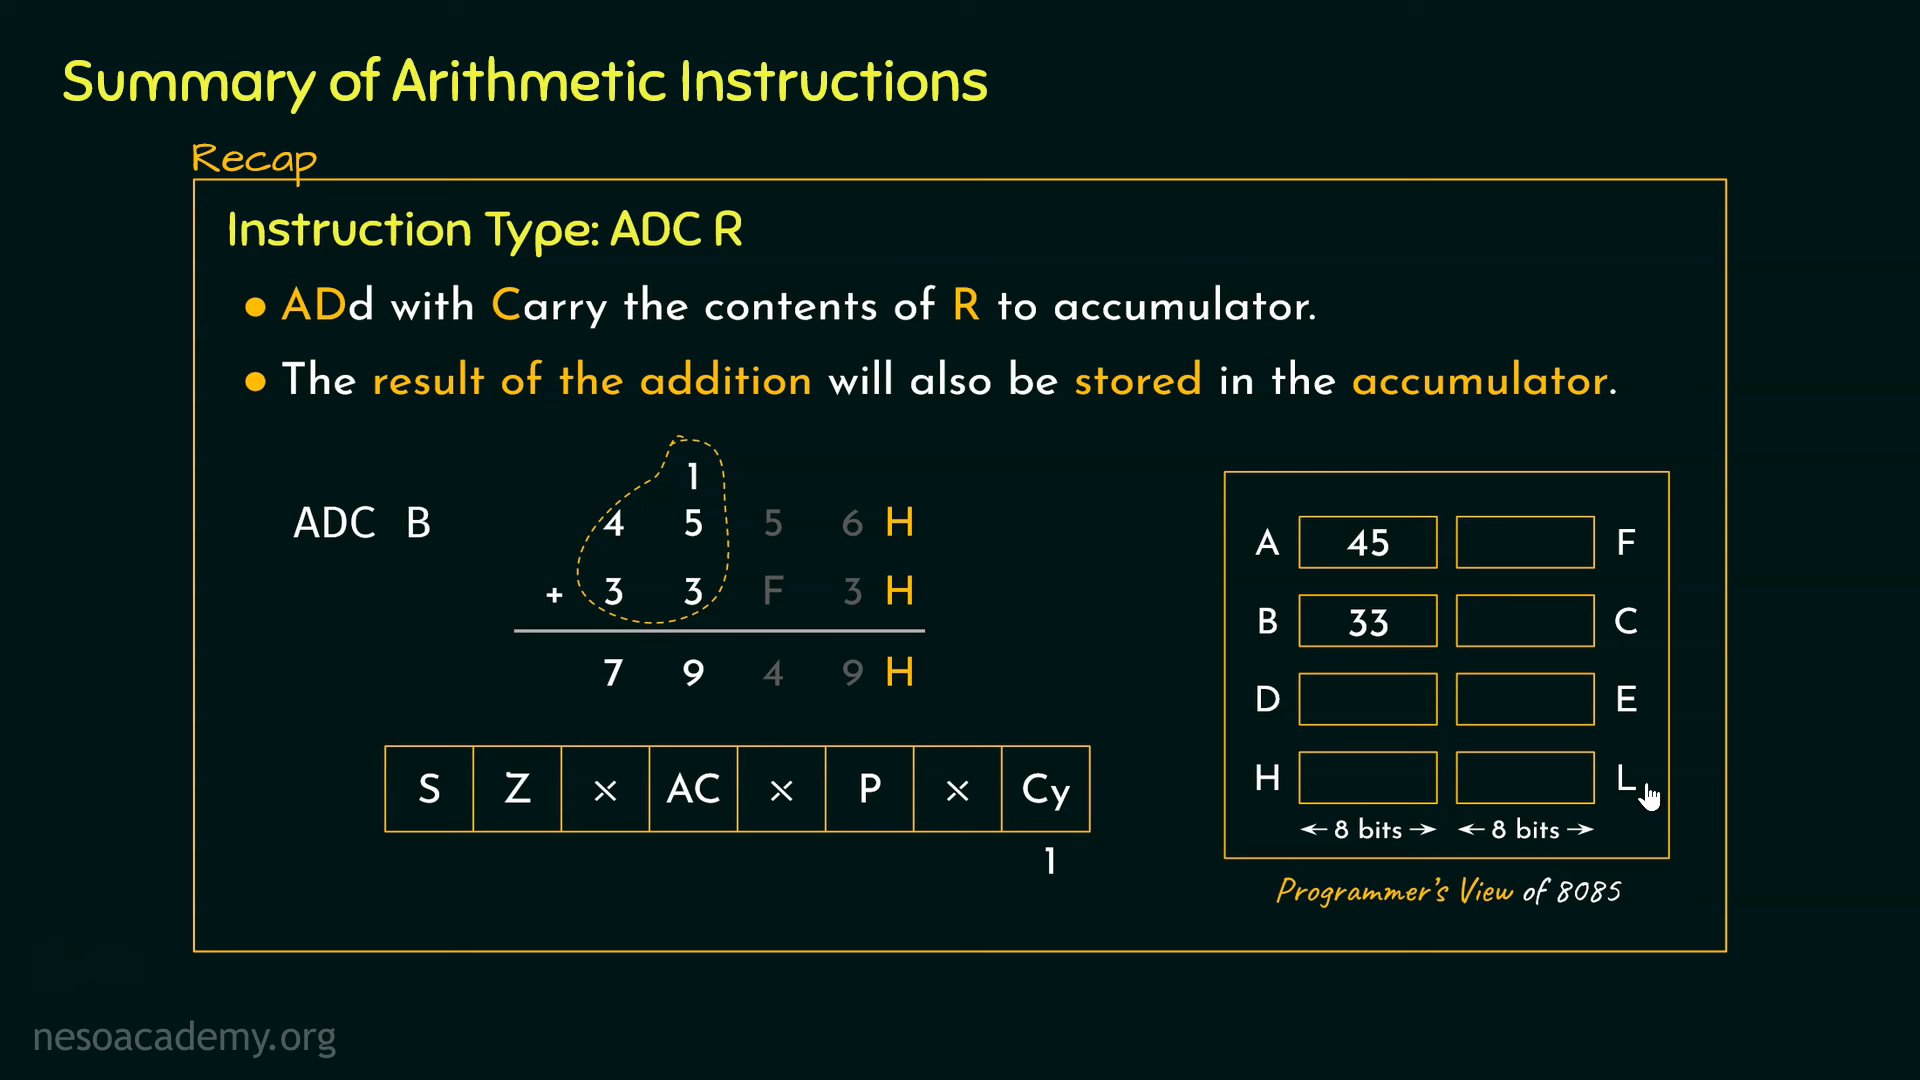 Summary of Arithmetic Instructions
Recap
Instruction Type: ADC R
● ADd with Carry the contents of R to accumulator.
● The result of the addition will also be stored in the accumulator.
1
ADC B 4 5 5 6 H
+ 3 3 F 3 H
7 9 4 9 H
S Z × AC × P × Cy
1
A 45 F
B 33 C
D E
H L
← 8 bits → ← 8 bits →
Programmer's View of 8085
nesoacademy.org